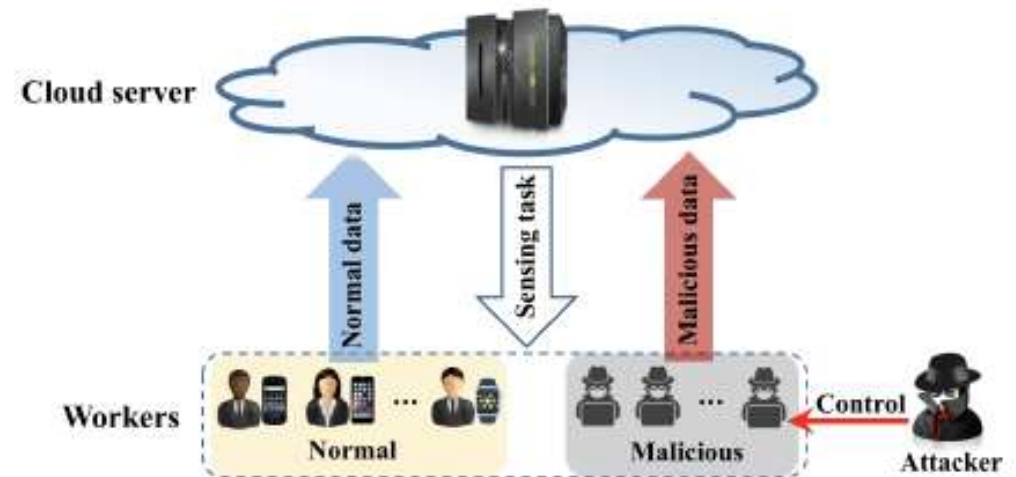 Cloud server
Normal data
Sensing task
Malicious data
Workers
...
Normal
...
Malicious
Control
Attacker